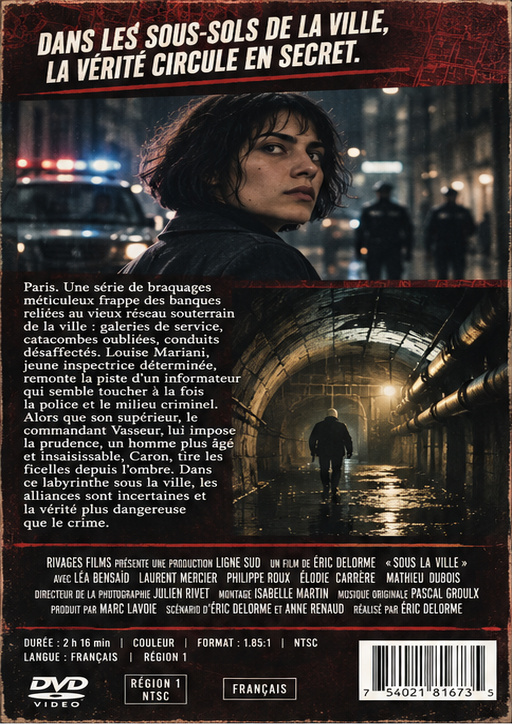 DANS LES SOUS-SOLS DE LA VILLE,
LA VÉRITÉ CIRCULE EN SECRET.
Paris. Une série de braquages
méticuleux frappe des banques
reliées au vieux réseau souterrain
de la ville : galeries de service,
catacombes oubliées, conduits
désaffectés. Louise Mariani,
jeune inspectrice déterminée,
remonte la piste d'un informateur
qui semble toucher à la fois
la police et le milieu criminel.
Alors que son supérieur, le
commandant Vasseur, lui impose
la prudence, un homme plus âgé
et insaisissable, Caron, tire les
ficelles depuis l'ombre. Dans
ce labyrinthe sous la ville, les
alliances sont incertaines et
la vérité plus dangereuse
que le crime.
RIVAGES FILMS PRÉSENTE UNE PRODUCTION LIGNE SUD UN FILM DE ÉRIC DELORME « SOUS LA VILLE »
AVEC LÉA BENSAÏD LAURENT MERCIER PHILIPPE ROUX ÉLODIE CARRÈRE MATHIEU DUBOIS
DIRECTEUR DE LA PHOTOGRAPHIE JULIEN RIVET MONTAGE ISABELLE MARTIN MUSIQUE ORIGINALE PASCAL GROULX
PRODUIT PAR MARC LAVOIE SCÉNARIO D'ÉRIC DELORME ET ANNE RENAUD RÉALISÉ PAR ÉRIC DELORME
DURÉE : 2 h 16 min | COULEUR | FORMAT : 1.85:1 | NTSC
LANGUE : FRANÇAIS | RÉGION 1
DVD
VIDEO
RÉGION 1
NTSC
FRANÇAIS
7 54021 81673 5